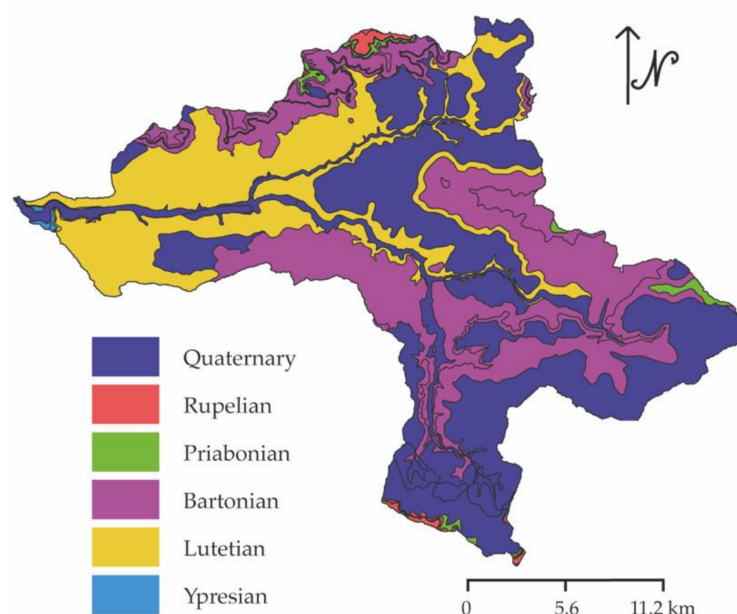 N
Quaternary
Rupelian
Priabonian
Bartonian
Lutetian
Ypresian
0 5.6 11.2 km